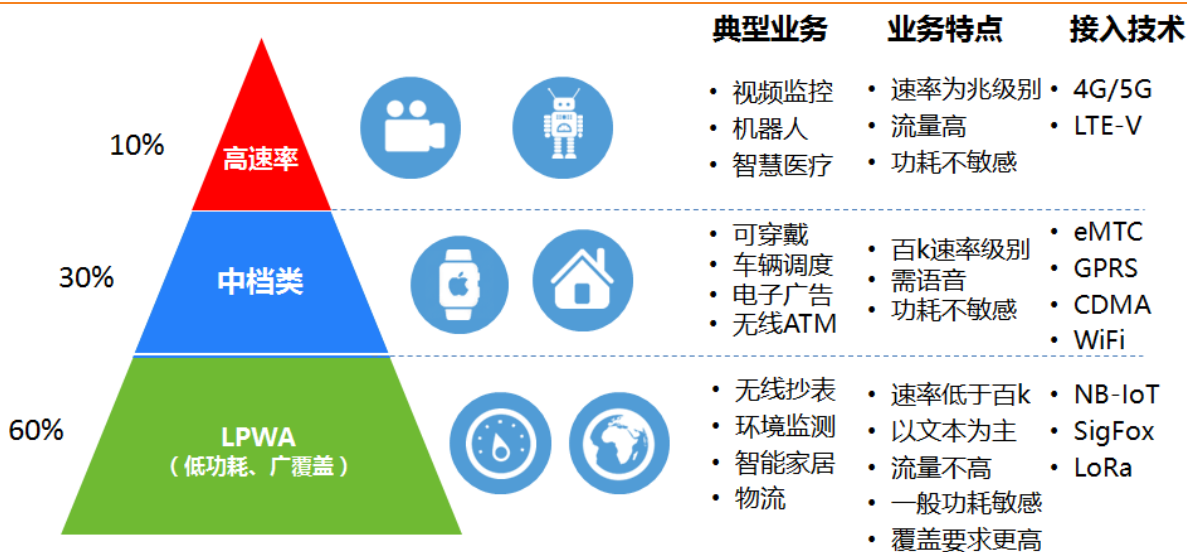 典型业务
业务特点
接入技术
10%
高速率
• 视频监控
• 机器人
• 智慧医疗
• 速率为兆级别
• 流量高
• 功耗不敏感
• 4G/5G
• LTE-V
30%
中档类
• 可穿戴
• 车辆调度
• 电子广告
• 无线ATM
• 百k速率级别
• 需语音
• 功耗不敏感
• eMTC
• GPRS
• CDMA
• WiFi
60%
LPWA
（低功耗、广覆盖）
• 无线抄表
• 环境监测
• 智能家居
• 物流
• 速率低于百k
• 以文本为主
• 流量不高
• 一般功耗敏感
• 覆盖要求更高
• NB-IoT
• SigFox
• LoRa